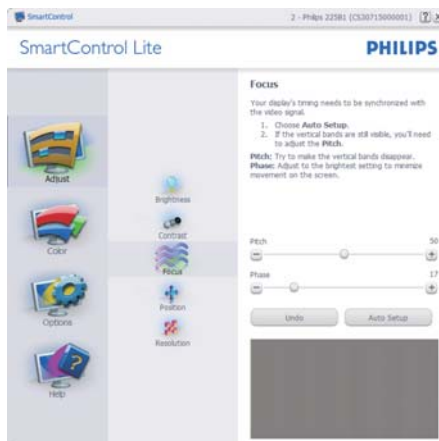 SmartControl
2 - Philips 225B1 (CS30715000001)
SmartControl Lite
PHILIPS
Adjust
Color
Options
Help
Brightness
Contrast
Focus
Position
Resolution
Focus
Your display's timing needs to be synchronized with
the video signal.
1. Choose Auto Setup.
2. If the vertical bands are still visible, you'll need
to adjust the Pitch.
Pitch: Try to make the vertical bands disappear.
Phase: Adjust to the brightest setting to minimize
movement on the screen.
Pitch 50
Phase 17
Undo
Auto Setup